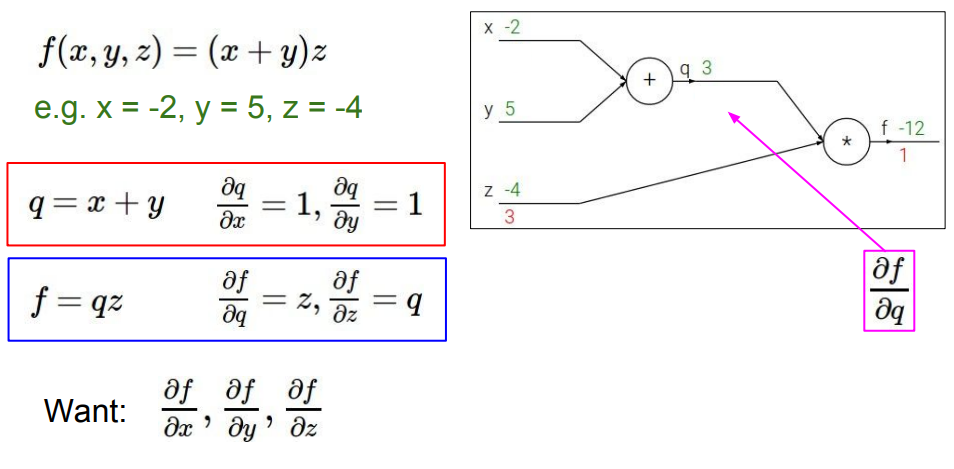 f(x, y, z) = (x + y)z
e.g. x = -2, y = 5, z = -4
q = x + y    ∂q/∂x = 1, ∂q/∂y = 1
f = qz    ∂f/∂q = z, ∂f/∂z = q
Want: ∂f/∂x, ∂f/∂y, ∂f/∂z
x -2
+
q 3
y 5
*
f -12
1
z -4
3
∂f/∂q